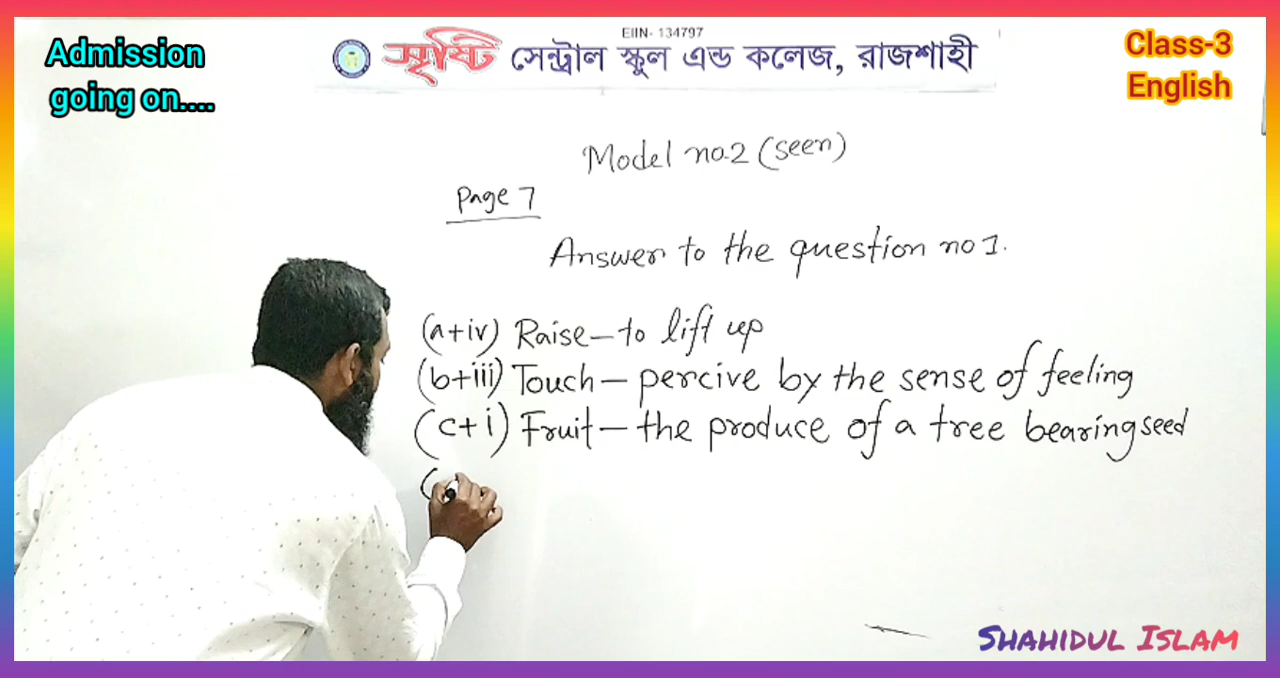 Admission
going on....
EIIN- 134797
সৃষ্টি সেন্ট্রাল স্কুল এন্ড কলেজ, রাজশাহী
Class-3
English
Model no.2 (seen)
Page 7
Answer to the question no 1.
(a+iv) Raise – to lift up
(b+iii) Touch – percive by the sense of feeling
(c+i) Fruit – the produce of a tree bearing seed
(
SHAHIDUL ISLAM